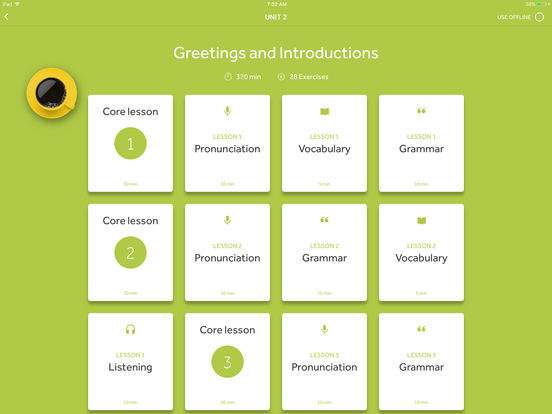 iPad 7:32 AM 58%
UNIT 2
USE OFFLINE
Greetings and Introductions
320 min 28 Exercises
Core lesson
1
30 min
LESSON 1
Pronunciation
10 min
LESSON 1
Vocabulary
5 min
LESSON 1
Grammar
10 min
Core lesson
2
30 min
LESSON 2
Pronunciation
10 min
LESSON 2
Grammar
10 min
LESSON 2
Vocabulary
5 min
LESSON 3
Listening
10 min
Core lesson
3
30 min
LESSON 3
Pronunciation
10 min
LESSON 3
Grammar
10 min